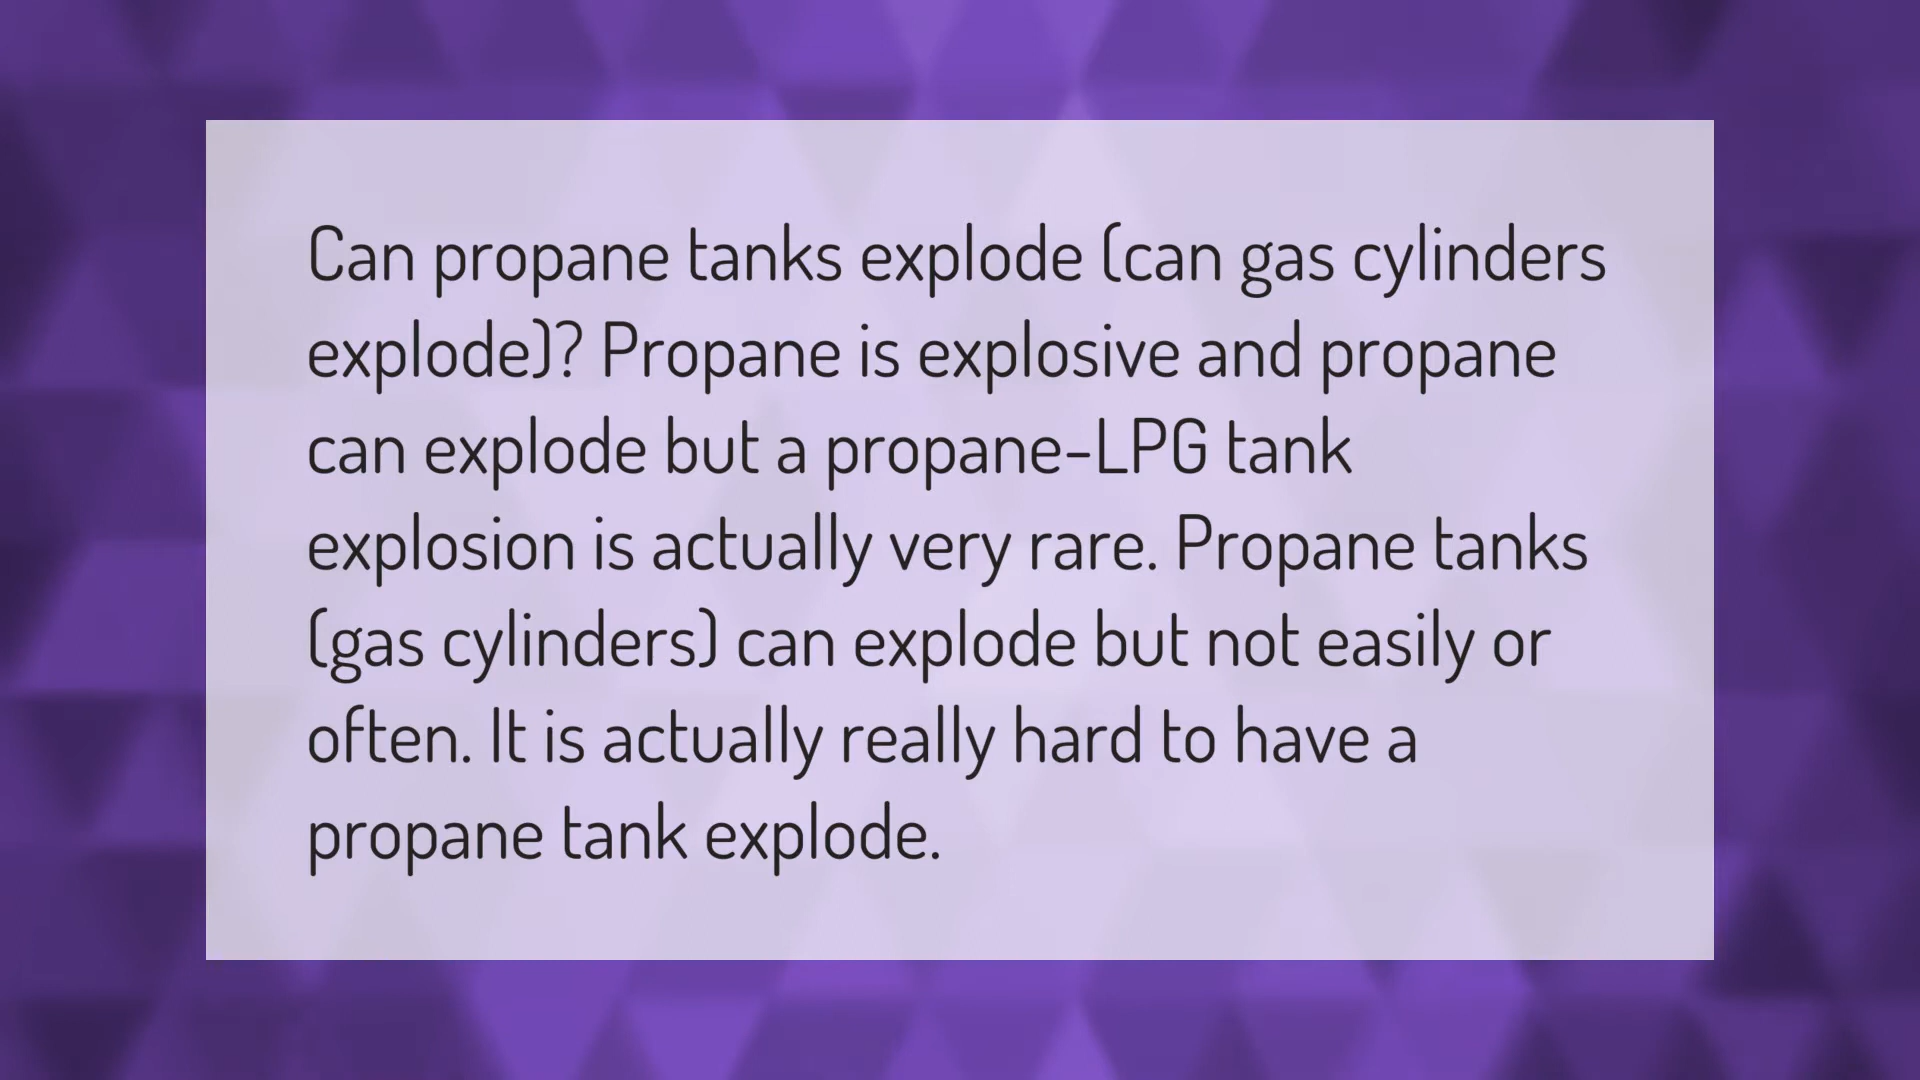 Can propane tanks explode (can gas cylinders
explode)? Propane is explosive and propane
can explode but a propane-LPG tank
explosion is actually very rare. Propane tanks
(gas cylinders) can explode but not easily or
often. It is actually really hard to have a
propane tank explode.